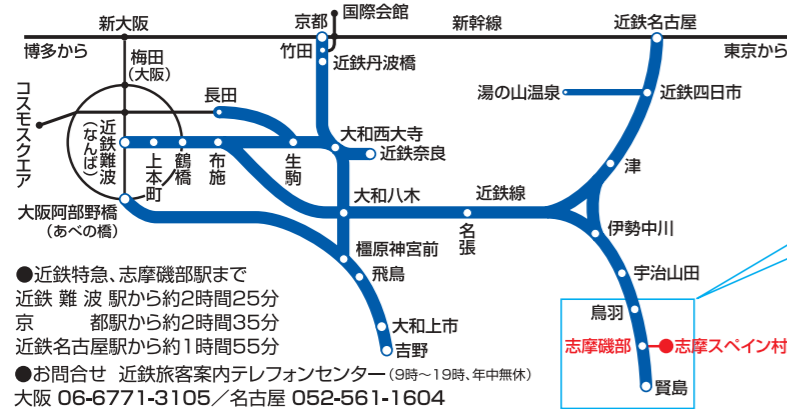 国際会館
新大阪
京都
新幹線
近鉄名古屋
博多から
東京から
梅田
(大阪)
竹田
近鉄丹波橋
コスモスクエア
長田
湯の山温泉
近鉄四日市
近鉄難波
(なんば)
上本町
鶴橋
布施
生駒
大和西大寺
近鉄奈良
津
大和八木
近鉄線
名張
大阪阿部野橋
(あべの橋)
伊勢中川
橿原神宮前
飛鳥
宇治山田
鳥羽
大和上市
吉野
志摩磯部
志摩スペイン村
賢島
●近鉄特急、志摩磯部駅まで
近鉄 難 波 駅から約2時間25分
京　　　都駅から約2時間35分
近鉄名古屋駅から約1時間55分
●お問合せ 近鉄旅客案内テレフォンセンター(9時〜19時、年中無休)
大阪 06-6771-3105／名古屋 052-561-1604